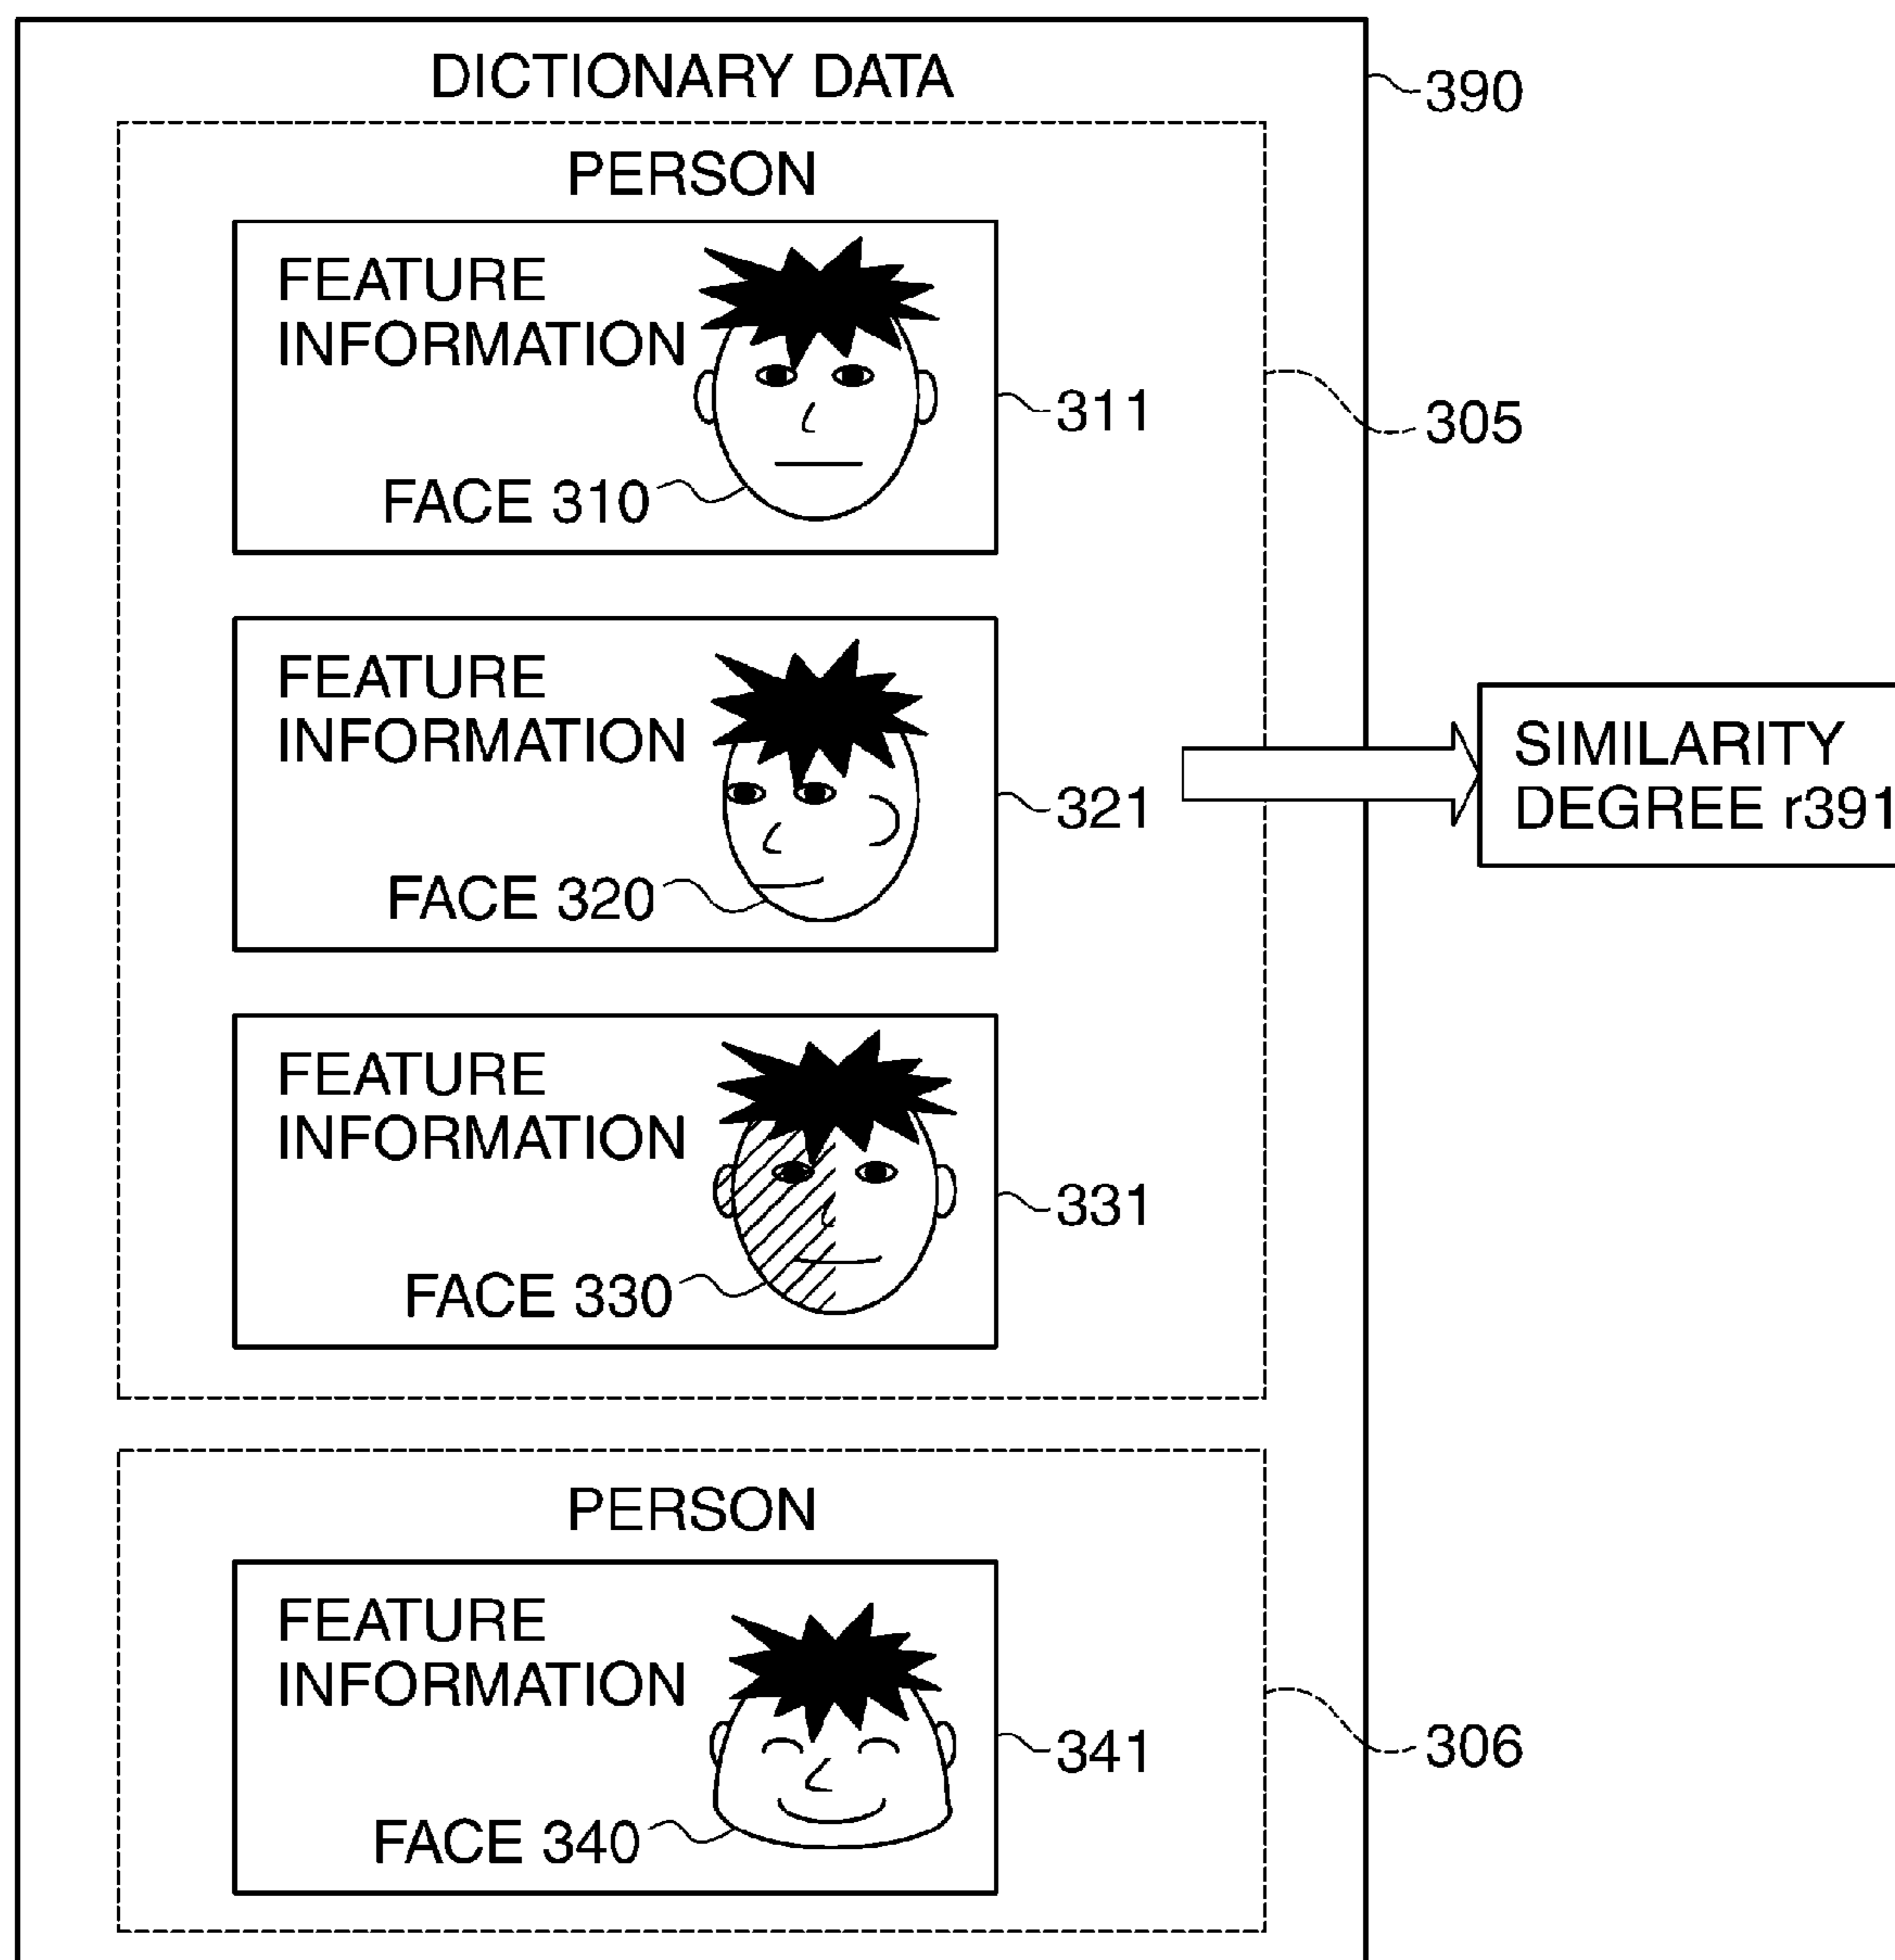 DICTIONARY DATA
390
PERSON
FEATURE
INFORMATION
311
305
FACE 310
FEATURE
INFORMATION
321
FACE 320
SIMILARITY
DEGREE r391
FEATURE
INFORMATION
331
FACE 330
PERSON
FEATURE
INFORMATION
341
306
FACE 340